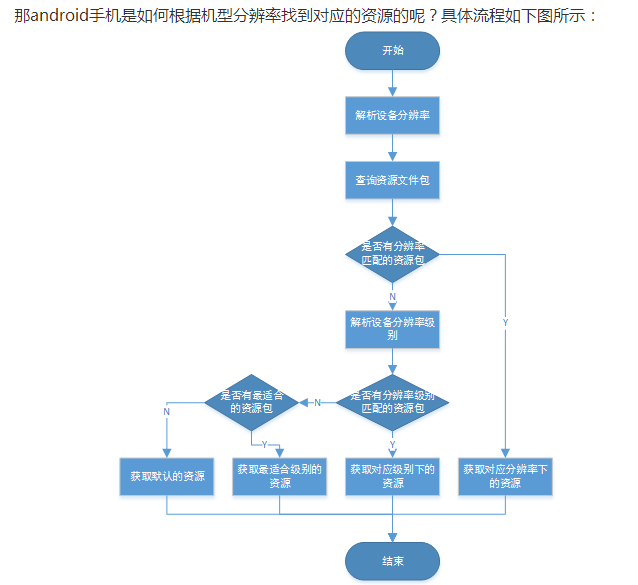 那android手机是如何根据机型分辨率找到对应的资源的呢？具体流程如下图所示：
开始
解析设备分辨率
查询资源文件包
是否有分辨率
匹配的资源包
N
Y
解析设备分辨率级
别
是否有最适合
的资源包
N
是否有分辨率级别
匹配的资源包
N
Y
Y
获取默认的资源
获取最适合级别的
资源
获取对应级别下的
资源
获取对应分辨率下
的资源
结束